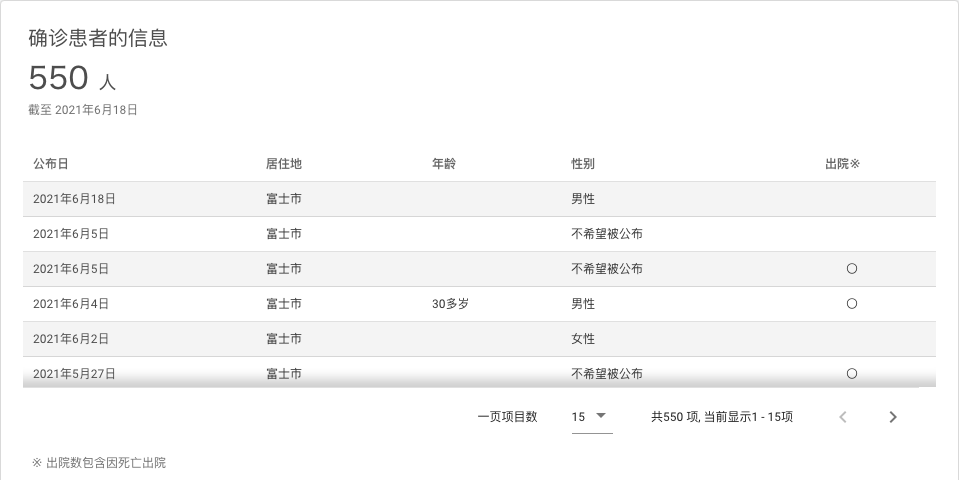 确诊患者的信息
550 人
截至 2021年6月18日
公布日 居住地 年龄 性别 出院※
2021年6月18日 富士市 男性
2021年6月5日 富士市 不希望被公布
2021年6月5日 富士市 不希望被公布 〇
2021年6月4日 富士市 30多岁 男性 〇
2021年6月2日 富士市 女性
2021年5月27日 富士市 不希望被公布 〇
一页项目数 15 共550 项, 当前显示1 - 15项
※ 出院数包含因死亡出院